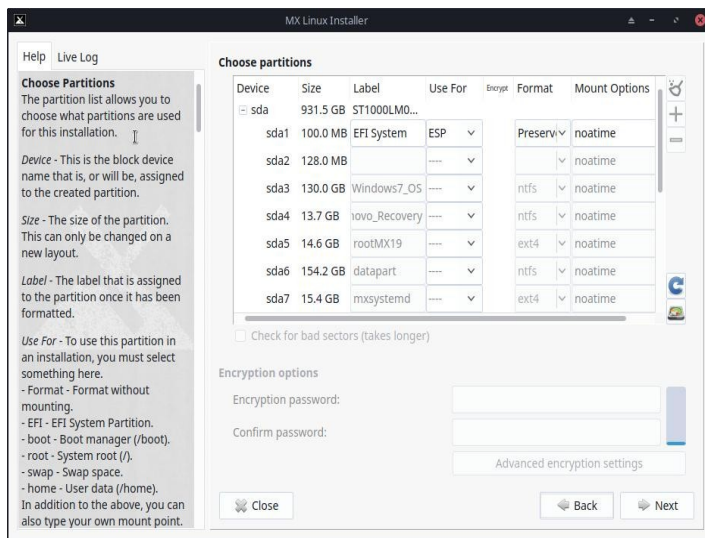 MX Linux Installer
Help Live Log
Choose Partitions
The partition list allows you to
choose what partitions are used
for this installation.
Device - This is the block device
name that is, or will be, assigned
to the created partition.
Size - The size of the partition.
This can only be changed on a
new layout.
Label - The label that is assigned
to the partition once it has been
formatted.
Use For - To use this partition in
an installation, you must select
something here.
- Format - Format without
mounting.
- EFI - EFI System Partition.
- boot - Boot manager (/boot).
- root - System root (/).
- swap - Swap space.
- home - User data (/home).
In addition to the above, you can
also type your own mount point.
Choose partitions
Device Size Label Use For Encrypt Format Mount Options
sda 931.5 GB ST1000LM0...
sda1 100.0 MB EFI System ESP Preserv noatime
sda2 128.0 MB ---- noatime
sda3 130.0 GB Windows7_OS ---- ntfs noatime
sda4 13.7 GB novo_Recovery ---- ntfs noatime
sda5 14.6 GB rootMX19 ---- ext4 noatime
sda6 154.2 GB datapart ---- ntfs noatime
sda7 15.4 GB mxsystemd ---- ext4 noatime
Check for bad sectors (takes longer)
Encryption options
Encryption password:
Confirm password:
Advanced encryption settings
Close Back Next